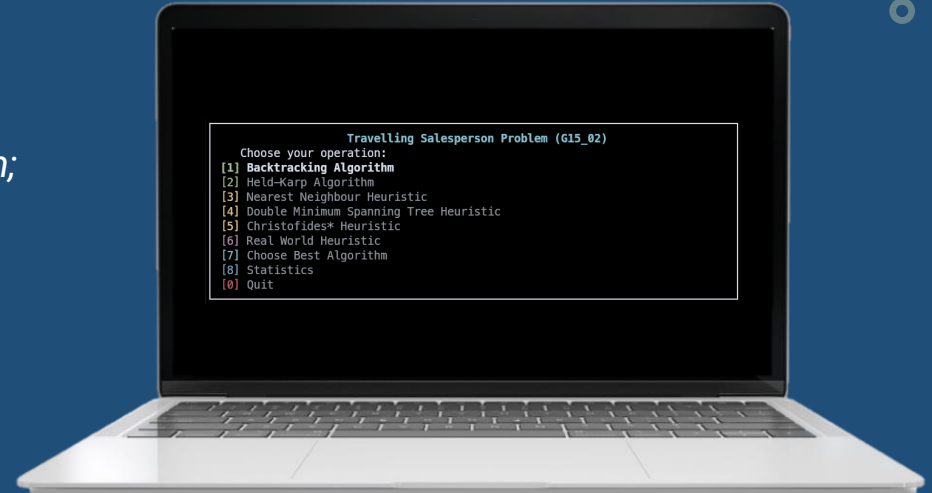 Travelling Salesperson Problem (G15_02)
Choose your operation:
[1] Backtracking Algorithm
[2] Held–Karp Algorithm
[3] Nearest Neighbour Heuristic
[4] Double Minimum Spanning Tree Heuristic
[5] Christofides* Heuristic
[6] Real World Heuristic
[7] Choose Best Algorithm
[8] Statistics
[0] Quit